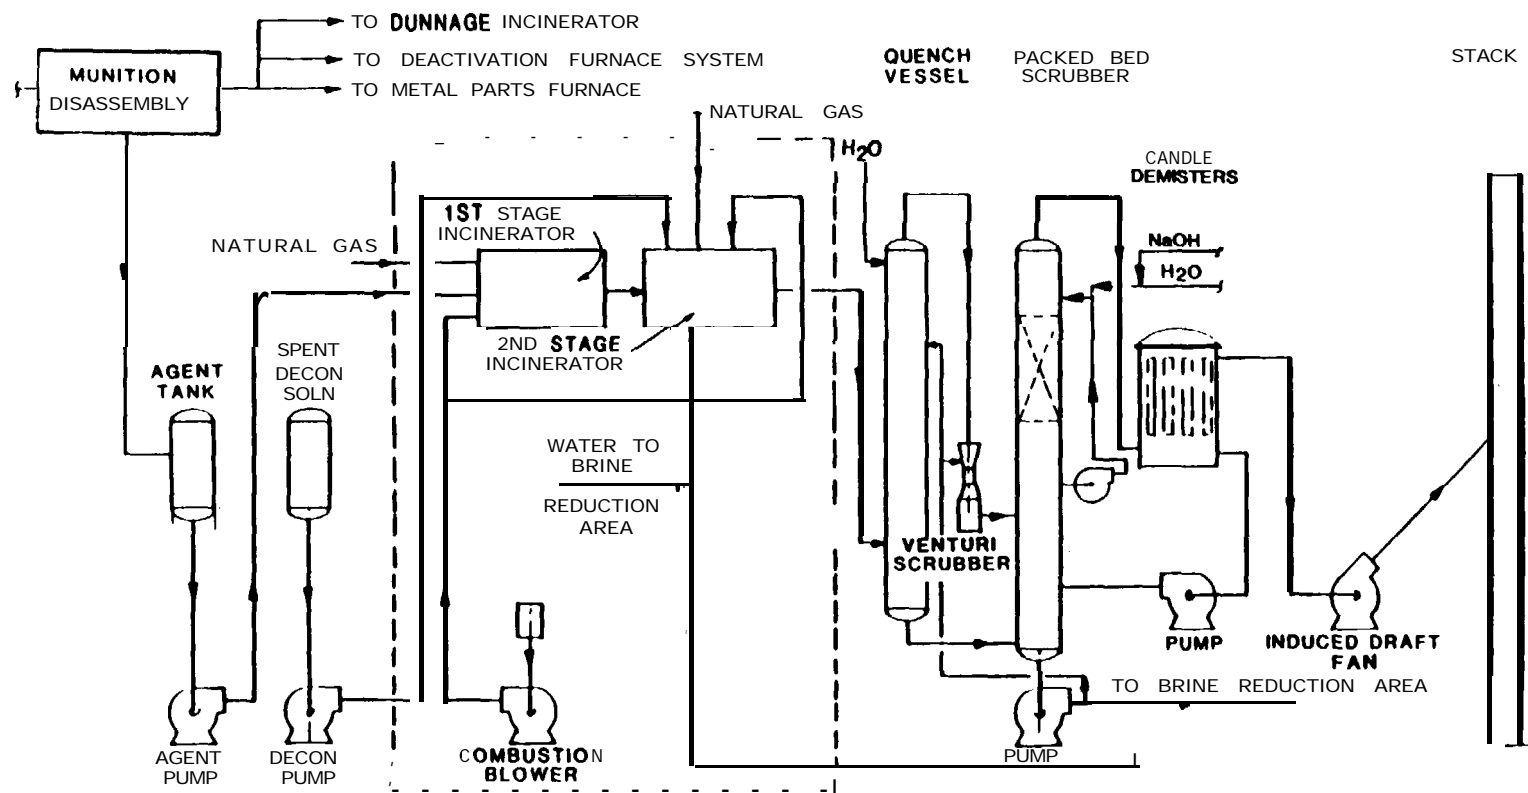 TO DUNNAGE INCINERATOR
TO DEACTIVATION FURNACE SYSTEM
TO METAL PARTS FURNACE
MUNITION
DISASSEMBLY
QUENCH
VESSEL
PACKED BED
SCRUBBER
STACK
NATURAL GAS
H2O
CANDLE
DEMISTERS
1ST STAGE
INCINERATOR
NATURAL GAS
NaOH
H2O
2ND STAGE
INCINERATOR
SPENT
DECON
SOLN
AGENT
TANK
WATER TO
BRINE
REDUCTION
AREA
VENTURI
SCRUBBER
PUMP
INDUCED DRAFT
FAN
TO BRINE REDUCTION AREA
AGENT
PUMP
DECON
PUMP
COMBUSTION
BLOWER
PUMP